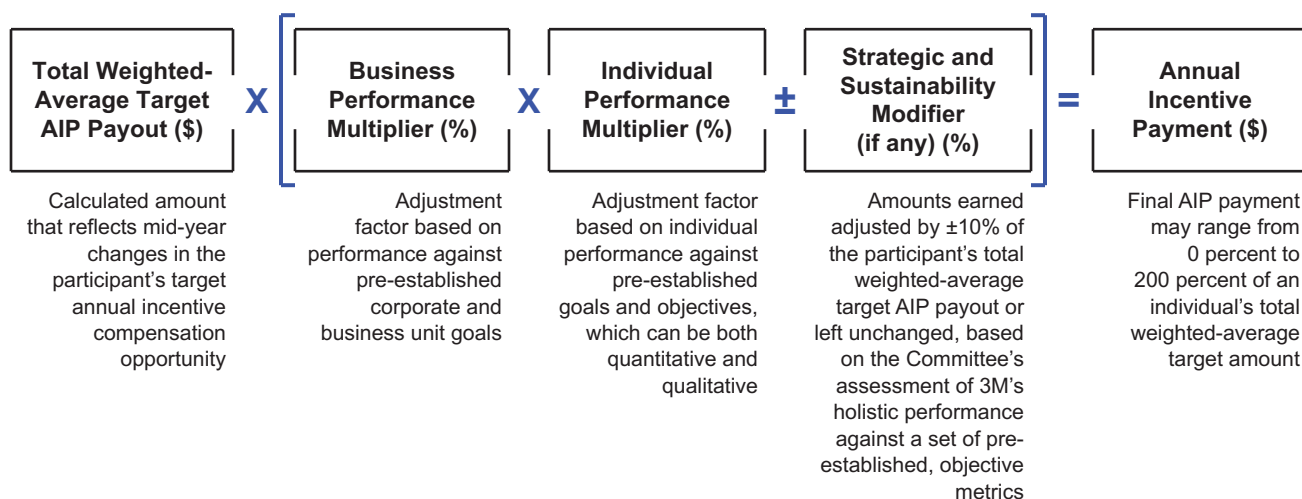 Total Weighted-
Average Target
AIP Payout ($)
X
Business
Performance
Multiplier (%)
X
Individual
Performance
Multiplier (%)
±
Strategic and
Sustainability
Modifier
(if any) (%)
=
Annual
Incentive
Payment ($)
Calculated amount
that reflects mid-year
changes in the
participant’s target
annual incentive
compensation
opportunity
Adjustment
factor based on
performance against
pre-established
corporate and
business unit goals
Adjustment factor
based on individual
performance against
pre-established
goals and objectives,
which can be both
quantitative and
qualitative
Amounts earned
adjusted by ±10% of
the participant’s total
weighted-average
target AIP payout or
left unchanged, based
on the Committee’s
assessment of 3M’s
holistic performance
against a set of pre-
established, objective
metrics
Final AIP payment
may range from
0 percent to
200 percent of an
individual’s total
weighted-average
target amount